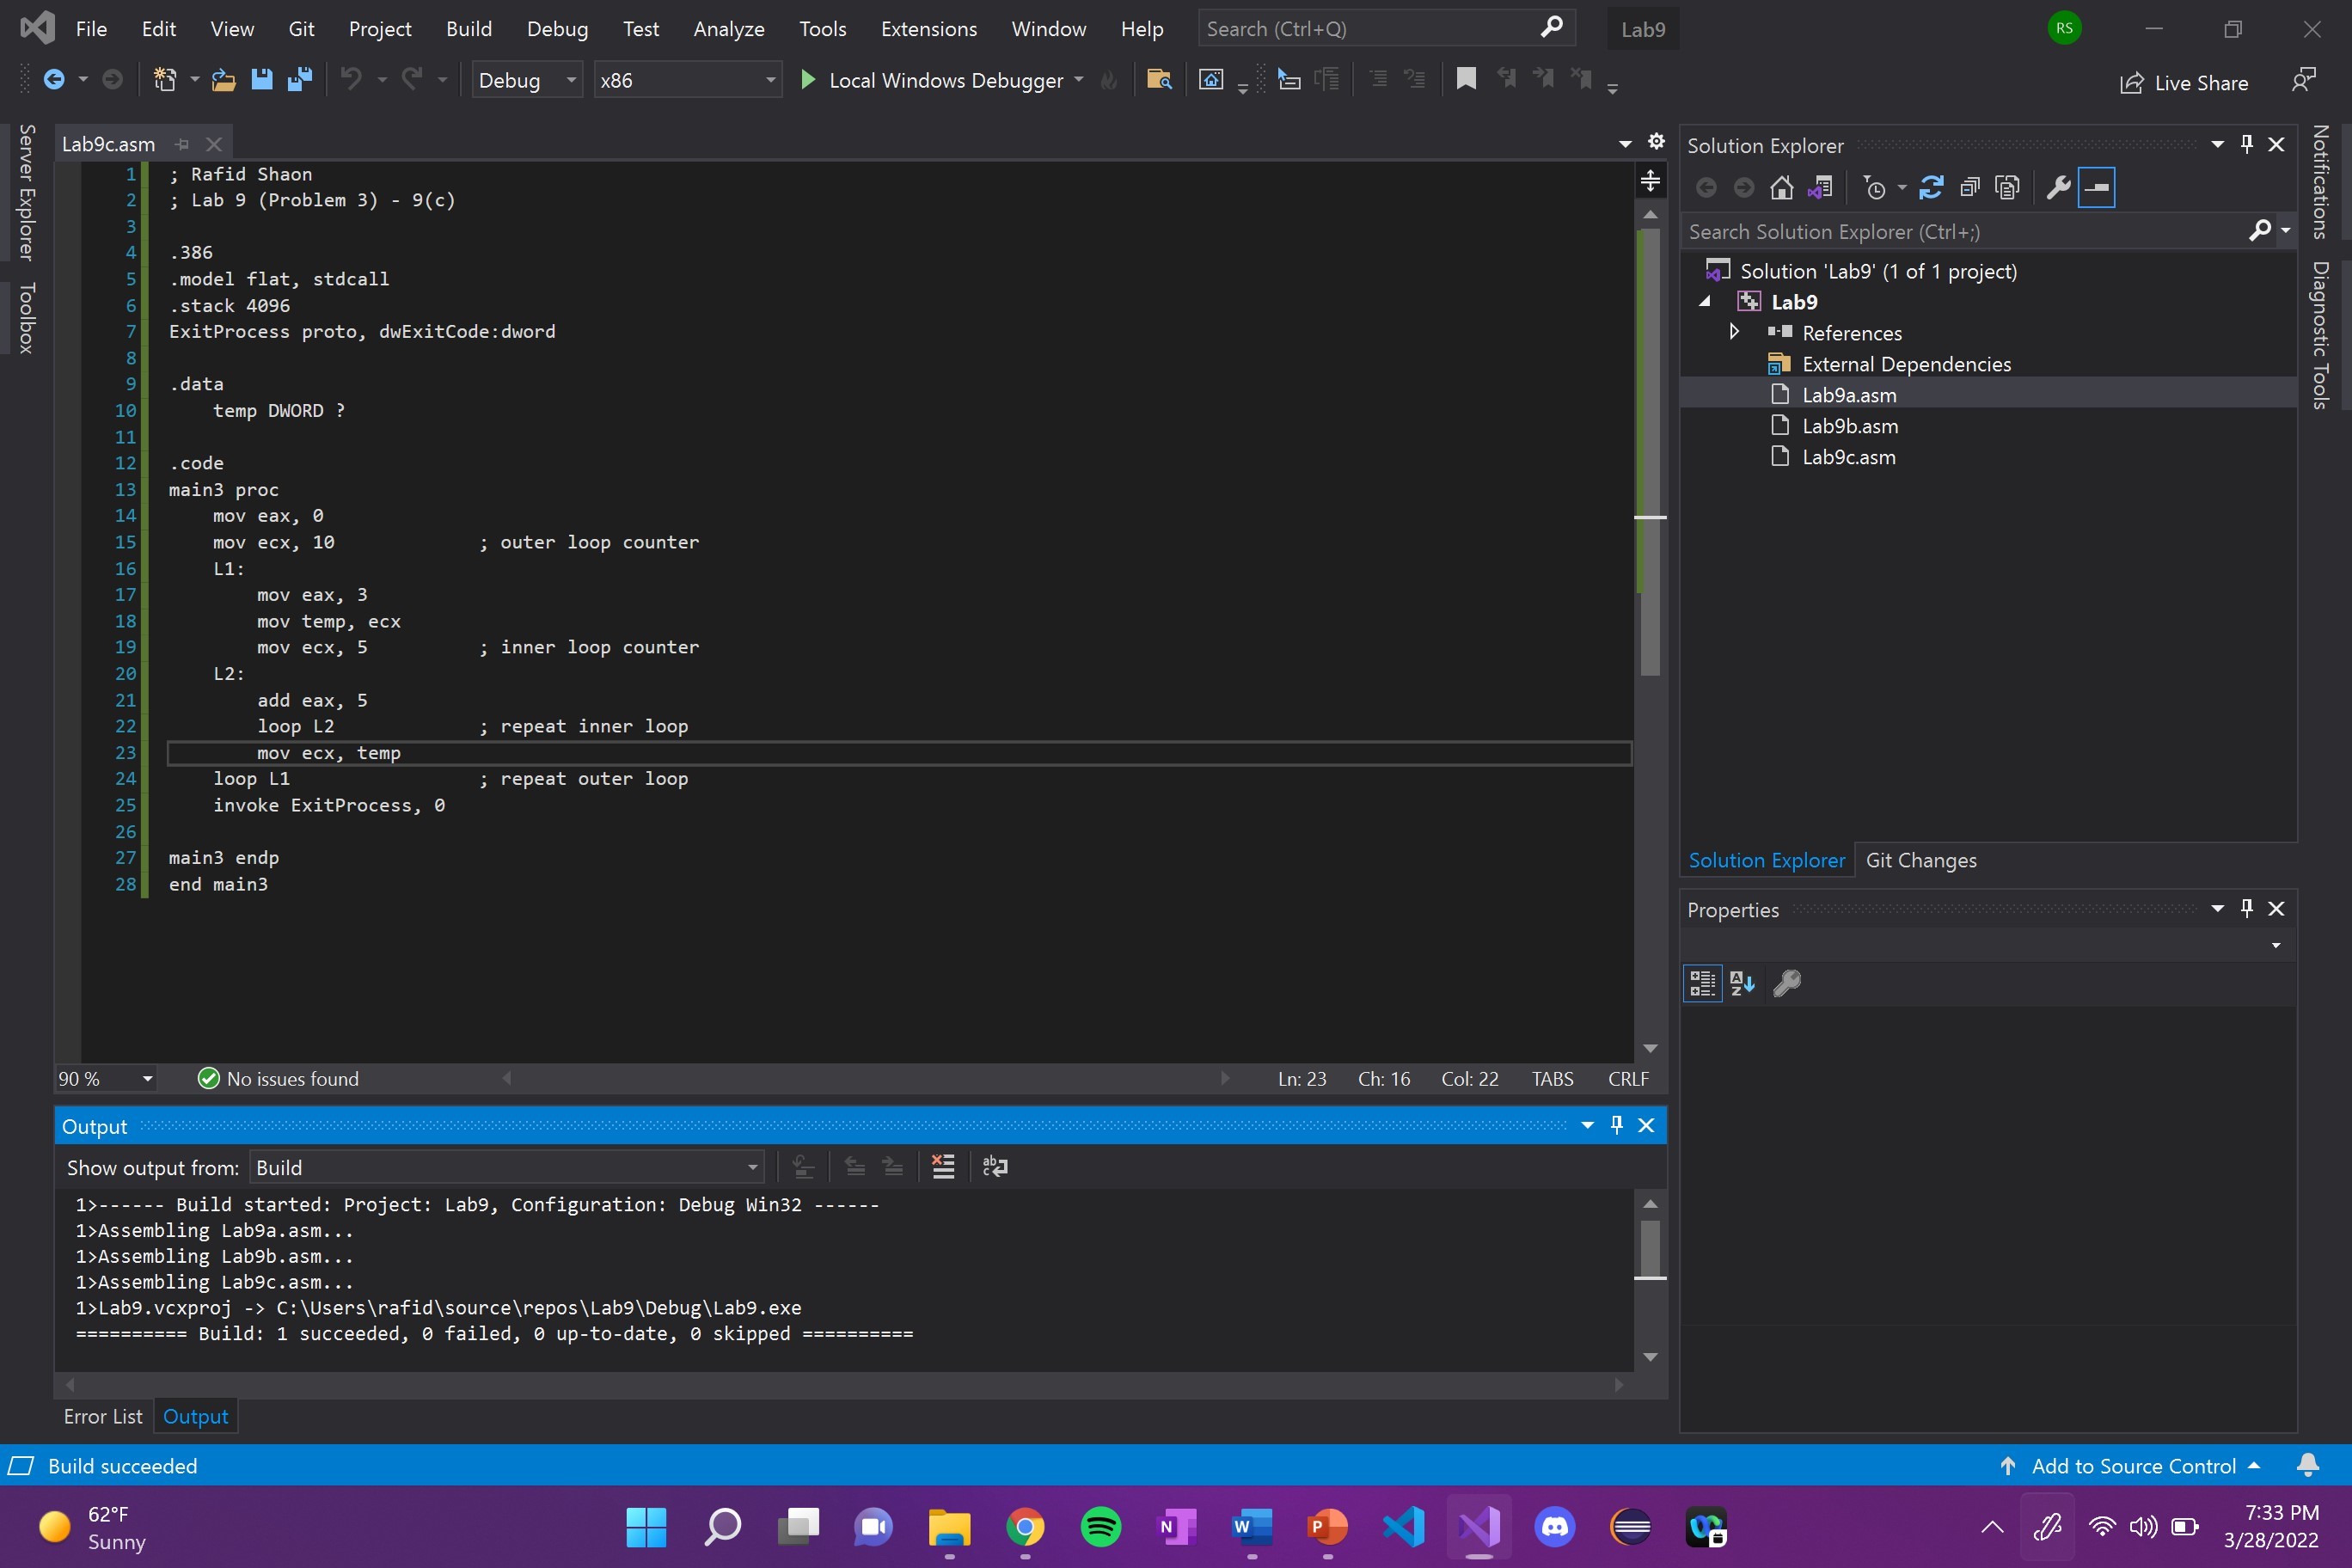 File Edit View Git Project Build Debug Test Analyze Tools Extensions Window Help Search (Ctrl+Q) Lab9 RS
Debug x86 Local Windows Debugger Live Share
Server Explorer
Toolbox
Lab9c.asm
1 ; Rafid Shaon
2 ; Lab 9 (Problem 3) - 9(c)
3
4 .386
5 .model flat, stdcall
6 .stack 4096
7 ExitProcess proto, dwExitCode:dword
8
9 .data
10 temp DWORD ?
11
12 .code
13 main3 proc
14 mov eax, 0
15 mov ecx, 10 ; outer loop counter
16 L1:
17 mov eax, 3
18 mov temp, ecx
19 mov ecx, 5 ; inner loop counter
20 L2:
21 add eax, 5
22 loop L2 ; repeat inner loop
23 mov ecx, temp
24 loop L1 ; repeat outer loop
25 invoke ExitProcess, 0
26
27 main3 endp
28 end main3
90 % No issues found Ln: 23 Ch: 16 Col: 22 TABS CRLF
Output
Show output from: Build
1>------ Build started: Project: Lab9, Configuration: Debug Win32 ------
1>Assembling Lab9a.asm...
1>Assembling Lab9b.asm...
1>Assembling Lab9c.asm...
1>Lab9.vcxproj -> C:\Users\rafid\source\repos\Lab9\Debug\Lab9.exe
========== Build: 1 succeeded, 0 failed, 0 up-to-date, 0 skipped ==========
Error List Output
Solution Explorer
Search Solution Explorer (Ctrl+;)
Solution 'Lab9' (1 of 1 project)
Lab9
References
External Dependencies
Lab9a.asm
Lab9b.asm
Lab9c.asm
Solution Explorer Git Changes
Properties
Notifications
Diagnostic Tools
Build succeeded Add to Source Control
62°F
Sunny
7:33 PM
3/28/2022